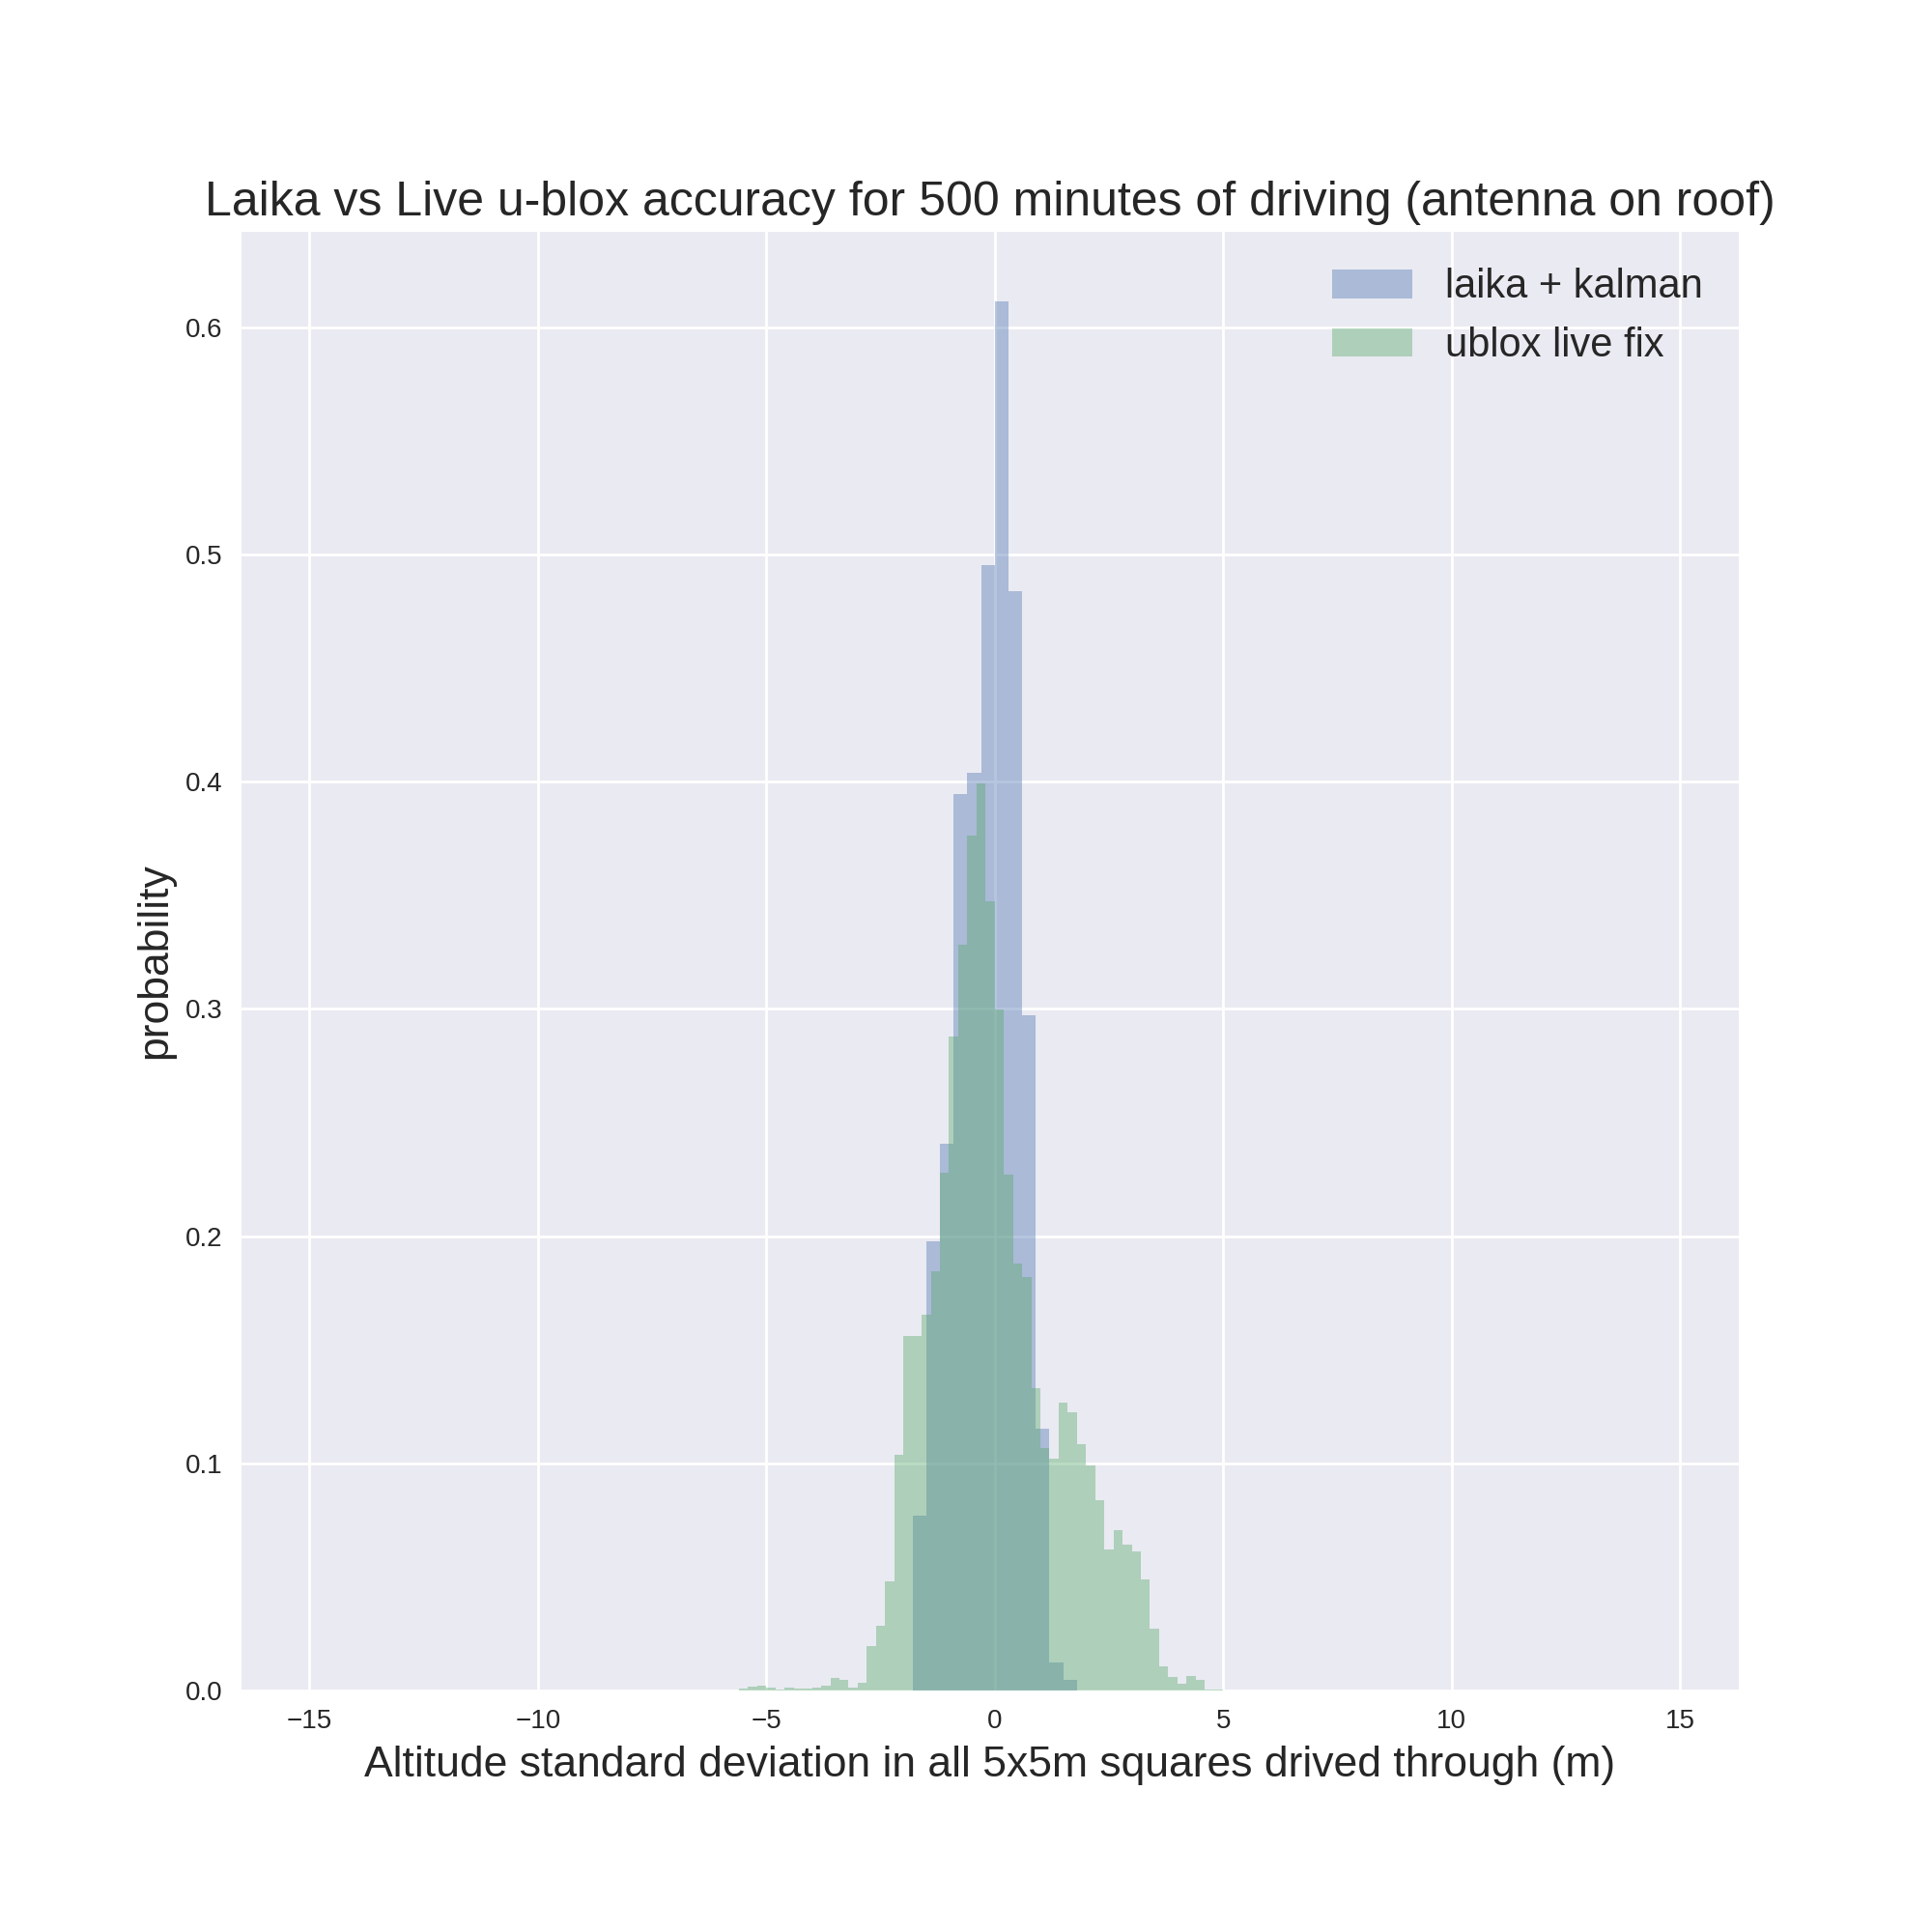 Laika vs Live u-blox accuracy for 500 minutes of driving (antenna on roof)
laika + kalman
ublox live fix
0.6
0.5
0.4
0.3
0.2
0.1
0.0
probability
−15 −10 −5 0 5 10 15
Altitude standard deviation in all 5x5m squares drived through (m)